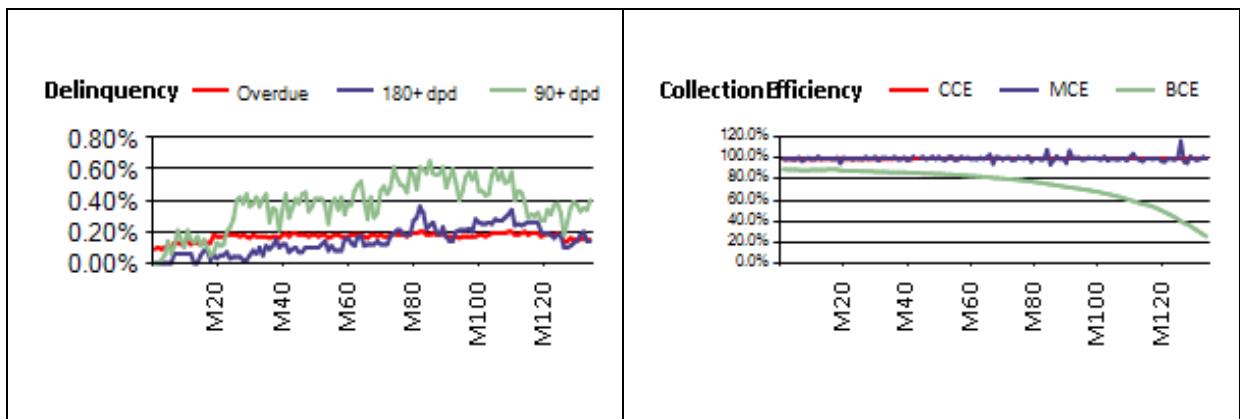 Delinquency Overdue 180+ dpd 90+ dpd
0.80%
0.60%
0.40%
0.20%
0.00%
M20
M40
M60
M80
M100
M120
Collection Efficiency CCE MCE BCE
120.0%
100.0%
80.0%
60.0%
40.0%
20.0%
0.0%
M20
M40
M60
M80
M100
M120